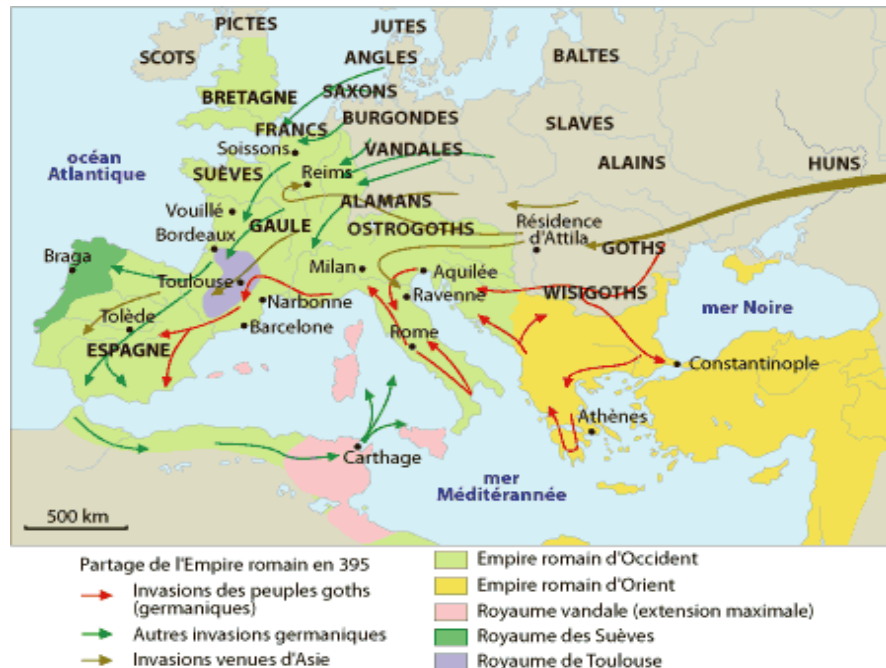 PICTES
JUTES
SCOTS
ANGLES
BALTES
SAXONS
BRETAGNE
BURGONDES
FRANCS
SLAVES
Soissons
VANDALES
océan
Atlantique
ALAINS
HUNS
SUÈVES
Reims
Vouillé
ALAMANS
GAULE
OSTROGOTHS
Résidence
d'Attila
Bordeaux
GOTHS
Braga
Milan
Aquilée
Toulouse
Ravenne
WISIGOTHS
Narbonne
mer Noire
Tolède
Barcelone
Rome
ESPAGNE
Constantinople
Athènes
Carthage
mer
Méditérannée
500 km
Partage de l'Empire romain en 395
Invasions des peuples goths
(germaniques)
Autres invasions germaniques
Invasions venues d'Asie
Empire romain d'Occident
Empire romain d'Orient
Royaume vandale (extension maximale)
Royaume des Suèves
Royaume de Toulouse